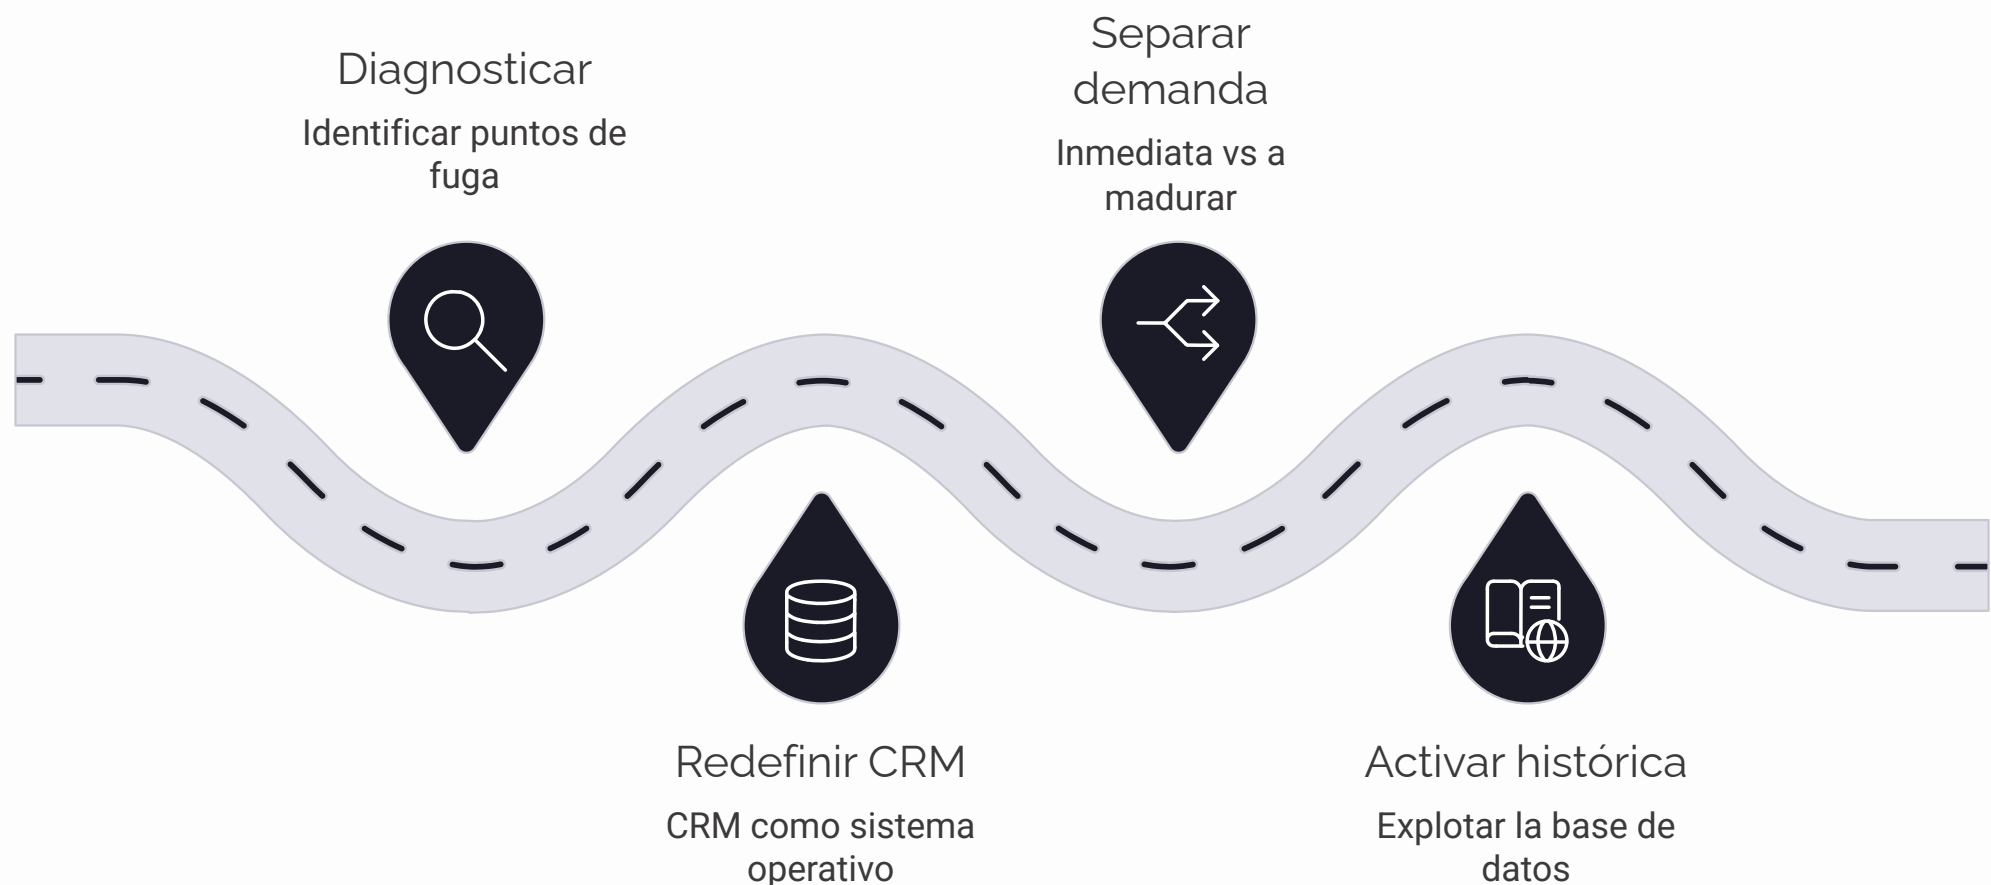 Diagnosticar
Identificar puntos de
fuga
Redefinir CRM
CRM como sistema
operativo
Separar
demanda
Inmediata vs a
madurar
Activar histórica
Explotar la base de
datos